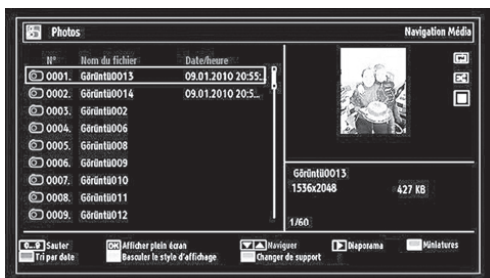 Photos Navigation Média
N° Nom du fichier Date/heure
0001. Görüntü0013 09.01.2010 20:55:
0002. Görüntü0014 09.01.2010 20:5...
0003. Görüntü002
0004. Görüntü006
0005. Görüntü008
0006. Görüntü009
0007. Görüntü010
0008. Görüntü011
0009. Görüntü012
Görüntü0013
1536x2048 427 KB
1/60
0...9 Sauter OK Afficher plein écran Naviguer Diaporama Miniatures
Tri par date Basculer le style d'affichage Changer de support